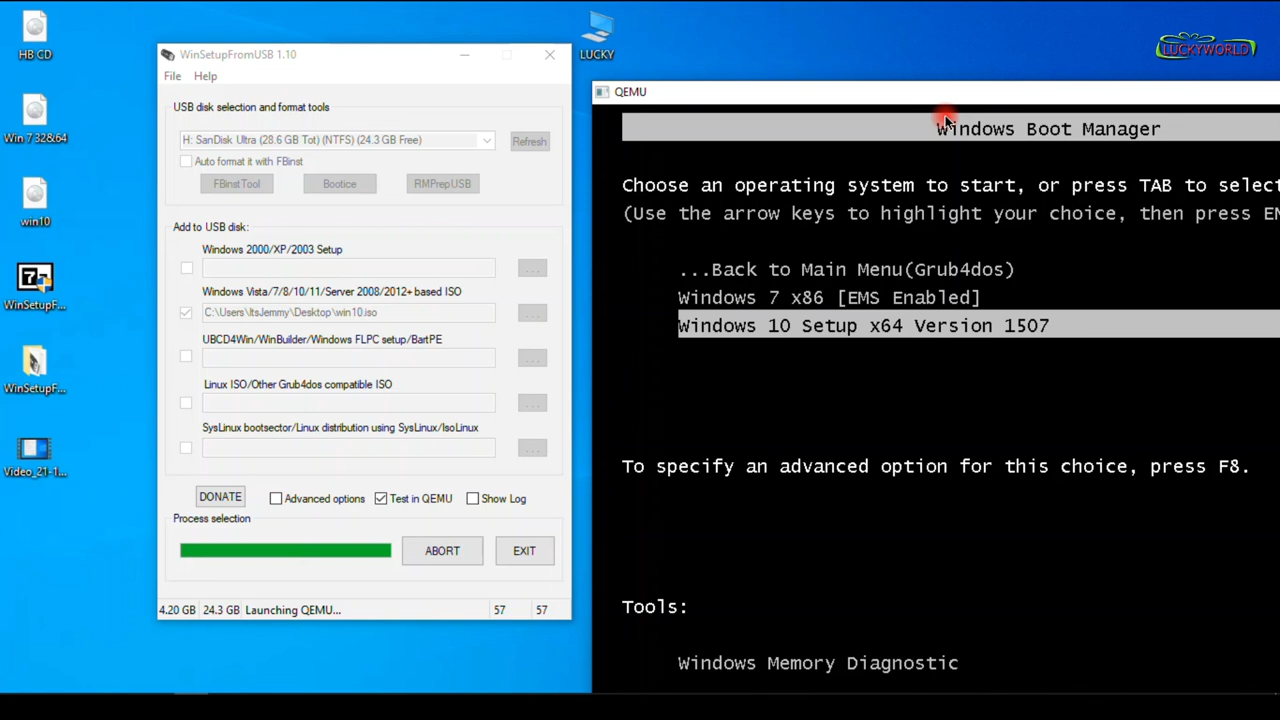 HB CD
Win 7 32&64
win10
WinSetupF...
WinSetupF...
Video_21-1...
LUCKY
LUCKYWORLD
WinSetupFromUSB 1.10
File Help
USB disk selection and format tools
H: SanDisk Ultra (28.6 GB Tot) (NTFS) (24.3 GB Free)
Refresh
Auto format it with FBinst
FBinstTool Bootice RMPrepUSB
Add to USB disk:
Windows 2000/XP/2003 Setup
...
Windows Vista/7/8/10/11/Server 2008/2012+ based ISO
C:\Users\ItsJemmy\Desktop\win10.iso
...
UBCD4Win/WinBuilder/Windows FLPC setup/BartPE
...
Linux ISO/Other Grub4dos compatible ISO
...
SysLinux bootsector/Linux distribution using SysLinux/IsoLinux
...
DONATE Advanced options Test in QEMU Show Log
Process selection
ABORT EXIT
4.20 GB 24.3 GB Launching QEMU... 57 57
QEMU
Windows Boot Manager
Choose an operating system to start, or press TAB to select
(Use the arrow keys to highlight your choice, then press EN
...Back to Main Menu(Grub4dos)
Windows 7 x86 [EMS Enabled]
Windows 10 Setup x64 Version 1507
To specify an advanced option for this choice, press F8.
Tools:
Windows Memory Diagnostic